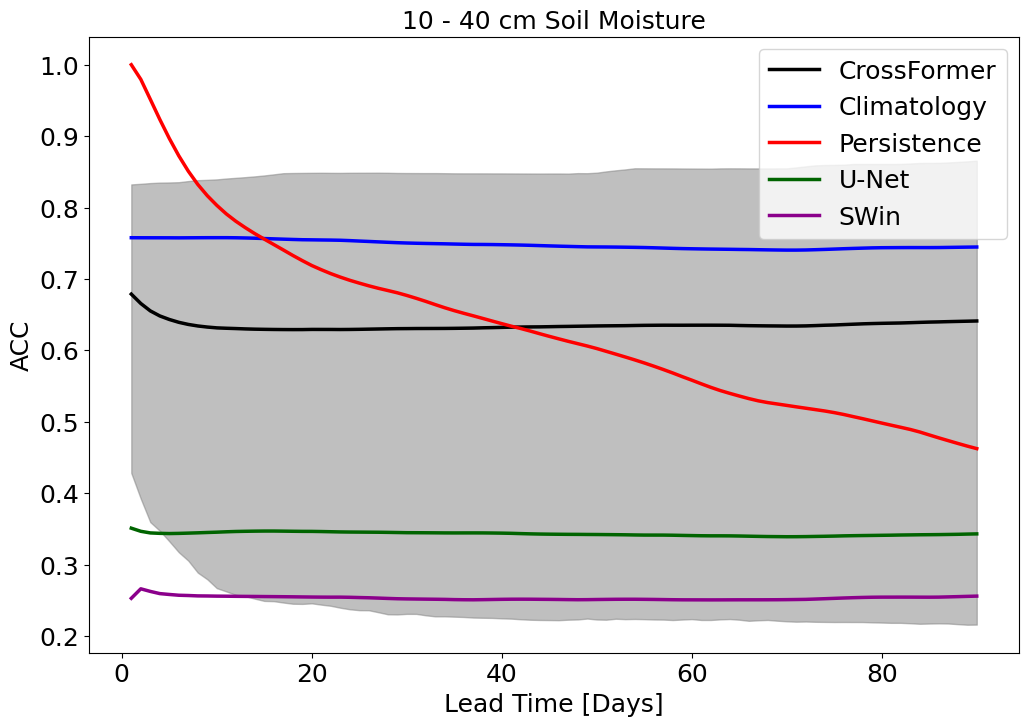 10 - 40 cm Soil Moisture
CrossFormer
Climatology
Persistence
U-Net
SWin
ACC
1.0
0.9
0.8
0.7
0.6
0.5
0.4
0.3
0.2
0 20 40 60 80
Lead Time [Days]